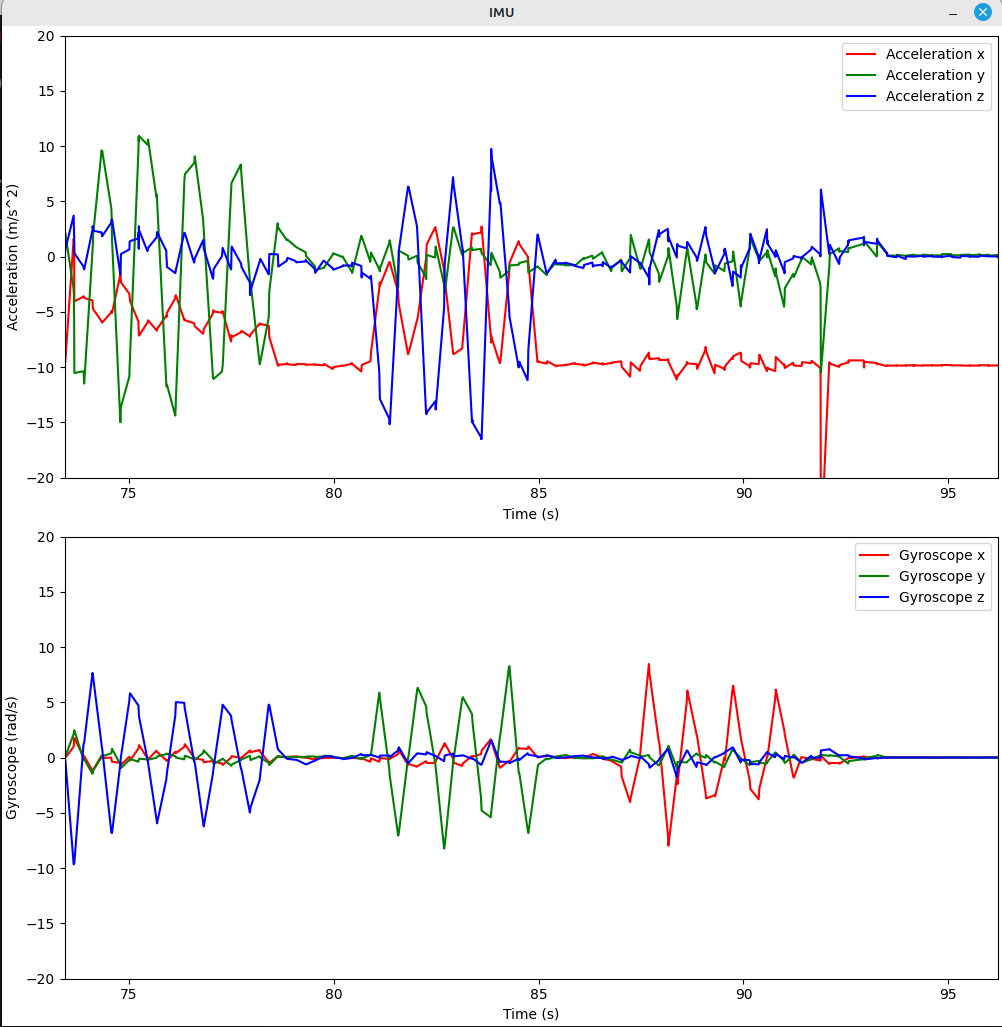 IMU
20
15
10
5
0
−5
−10
−15
−20
Acceleration (m/s^2)
Acceleration x
Acceleration y
Acceleration z
75
80
85
90
95
Time (s)
20
15
10
5
0
−5
−10
−15
−20
Gyroscope (rad/s)
Gyroscope x
Gyroscope y
Gyroscope z
75
80
85
90
95
Time (s)